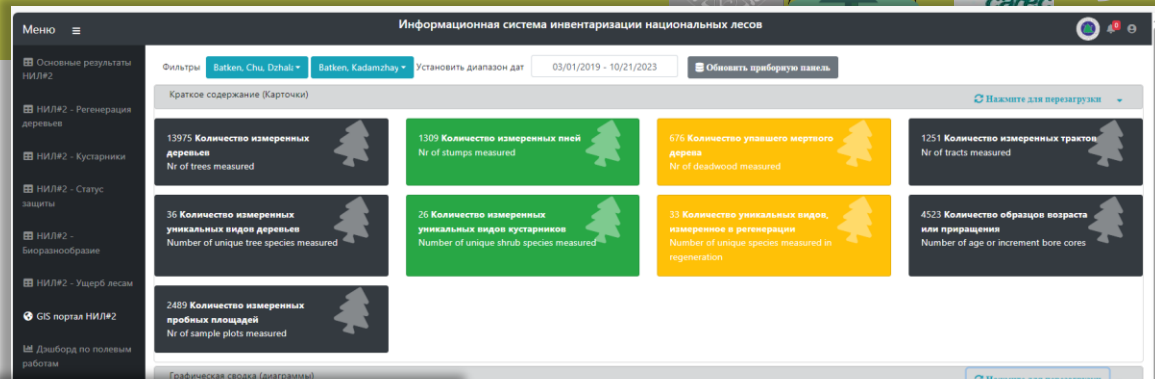 Меню
Информационная система инвентаризации национальных лесов
0
Основные результаты
НИЛ#2
НИЛ#2 - Регенерация
деревьев
НИЛ#2 - Кустарники
НИЛ#2 - Статус
защиты
НИЛ#2 -
Биоразнообразие
НИЛ#2 - Ущерб лесам
GIS портал НИЛ#2
Дэшборд по полевым
работам
Фильтры Batken, Chu, Dzhala Batken, Kadamzhay Установить диапазон дат 03/01/2019 - 10/21/2023 Обновить приборную панель
Краткое содержание (Карточки) Нажмите для перезагрузки
13975 Количество измеренных
деревьев
Nr of trees measured
1309 Количество измеренных пней
Nr of stumps measured
676 Количество упавшего мертвого
дерева
Nr of deadwood measured
1251 Количество измеренных трактов
Nr of tracts measured
36 Количество измеренных
уникальных видов деревьев
Number of unique tree species measured
26 Количество измеренных
уникальных видов кустарников
Number of unique shrub species measured
33 Количество уникальных видов,
измеренное в регенерации
Number of unique species measured in
regeneration
4523 Количество образцов возраста
или приращения
Number of age or increment bore cores
2489 Количество измеренных
пробных площадей
Nr of sample plots measured
Графическая сводка (диаграммы)